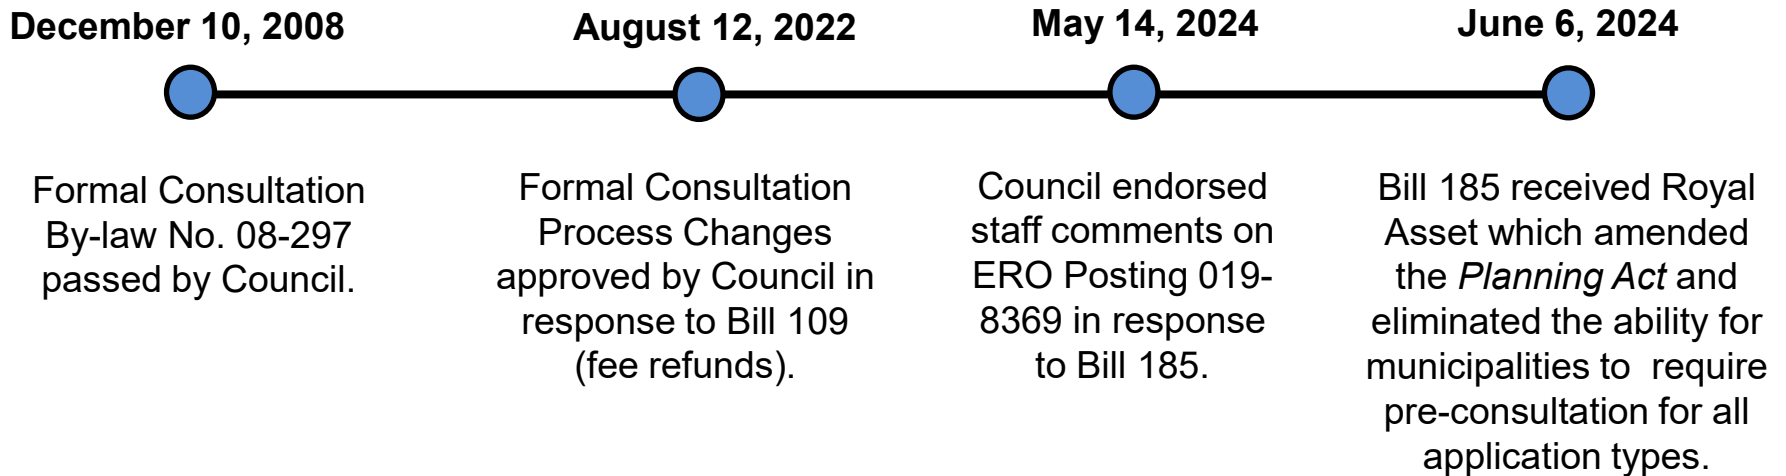 December 10, 2008
Formal Consultation
By-law No. 08-297
passed by Council.
August 12, 2022
Formal Consultation
Process Changes
approved by Council in
response to Bill 109
(fee refunds).
May 14, 2024
Council endorsed
staff comments on
ERO Posting 019-
8369 in response
to Bill 185.
June 6, 2024
Bill 185 received Royal
Asset which amended
the Planning Act and
eliminated the ability for
municipalities to  require
pre-consultation for all
application types.